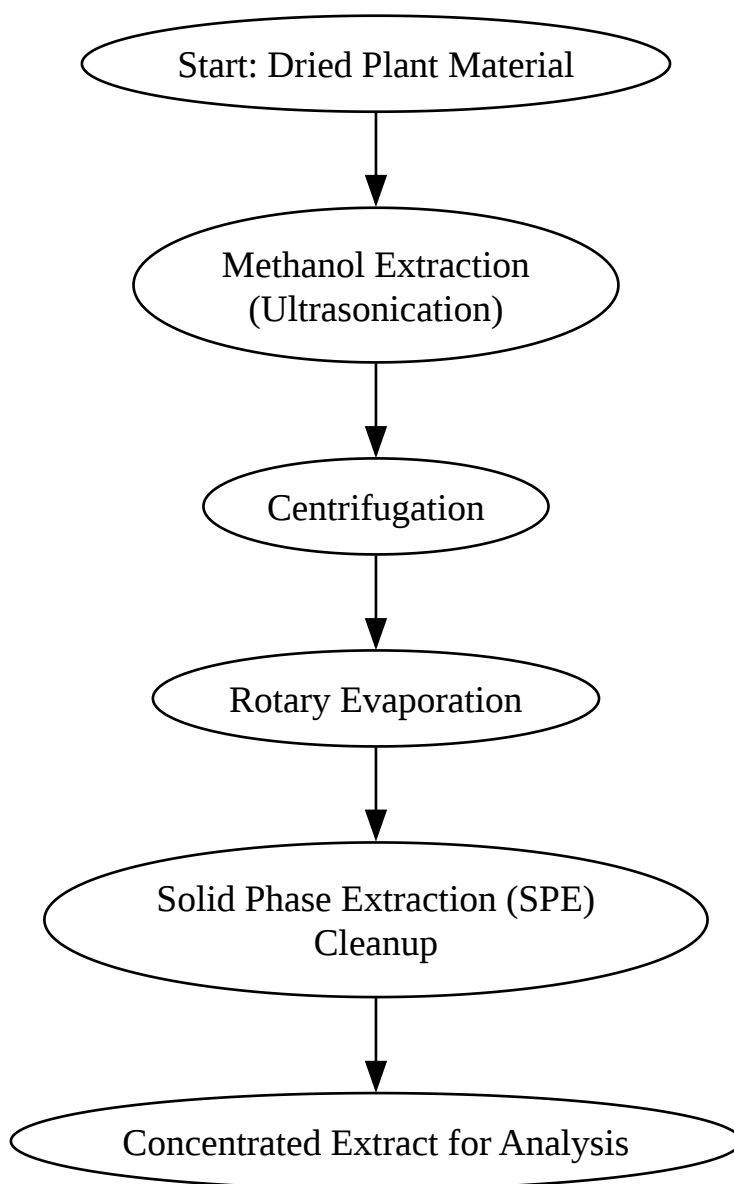 Start: Dried Plant Material
Methanol Extraction
(Ultrasonication)
Centrifugation
Rotary Evaporation
Solid Phase Extraction (SPE)
Cleanup
Concentrated Extract for Analysis